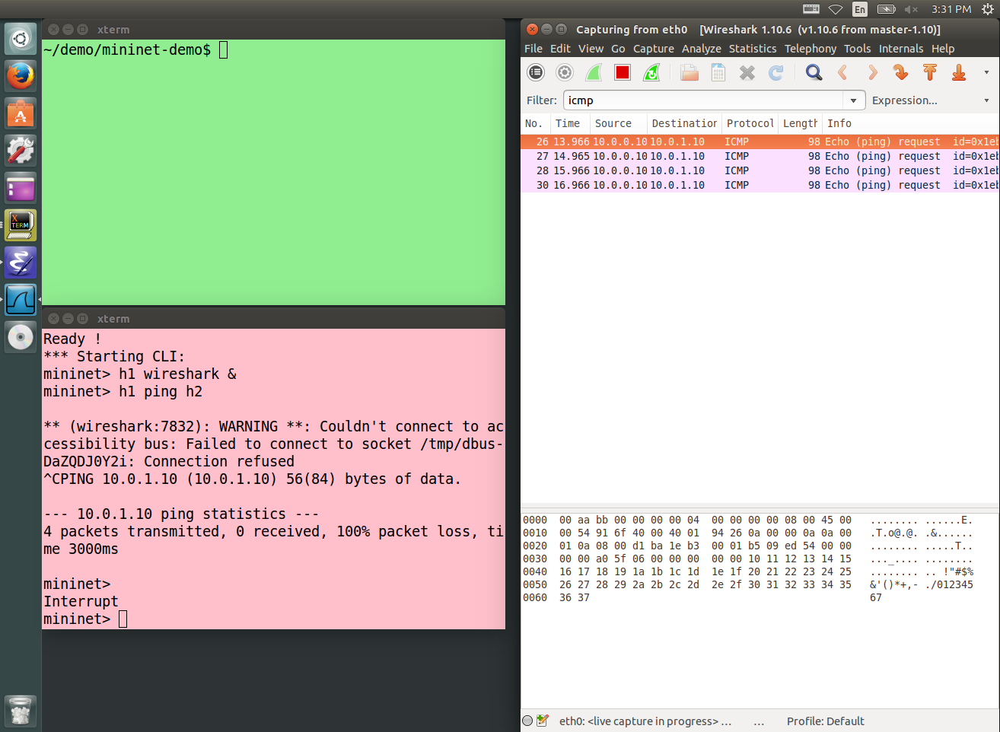 En 3:31 PM
xterm
~/demo/mininet-demo$
xterm
Ready !
*** Starting CLI:
mininet> h1 wireshark &
mininet> h1 ping h2
** (wireshark:7832): WARNING **: Couldn't connect to ac
cessibility bus: Failed to connect to socket /tmp/dbus-
DaZQDJ0Y2i: Connection refused
^CPING 10.0.1.10 (10.0.1.10) 56(84) bytes of data.
--- 10.0.1.10 ping statistics ---
4 packets transmitted, 0 received, 100% packet loss, ti
me 3000ms
mininet>
Interrupt
mininet>
X TERM
Capturing from eth0 [Wireshark 1.10.6 (v1.10.6 from master-1.10)]
File Edit View Go Capture Analyze Statistics Telephony Tools Internals Help
Filter: icmp Expression...
No. Time Source Destination Protocol Length Info
26 13.966 10.0.0.10 10.0.1.10 ICMP 98 Echo (ping) request id=0x1eb
27 14.965 10.0.0.10 10.0.1.10 ICMP 98 Echo (ping) request id=0x1eb
28 15.966 10.0.0.10 10.0.1.10 ICMP 98 Echo (ping) request id=0x1eb
30 16.966 10.0.0.10 10.0.1.10 ICMP 98 Echo (ping) request id=0x1eb
0000 00 aa bb 00 00 00 00 04 00 00 00 00 08 00 45 00 ........ ......E.
0010 00 54 91 6f 40 00 40 01 94 26 0a 00 00 0a 0a 00 .T.o@.@. .&......
0020 01 0a 08 00 d1 ba 1e b3 00 01 b5 09 ed 54 00 00 ........ .....T..
0030 00 00 a0 5f 06 00 00 00 00 00 10 11 12 13 14 15 ..._.... ........
0040 16 17 18 19 1a 1b 1c 1d 1e 1f 20 21 22 23 24 25 ........ .. !"#$%
0050 26 27 28 29 2a 2b 2c 2d 2e 2f 30 31 32 33 34 35 &'()*+,- ./012345
0060 36 37 67
eth0: <live capture in progress> ... ... Profile: Default